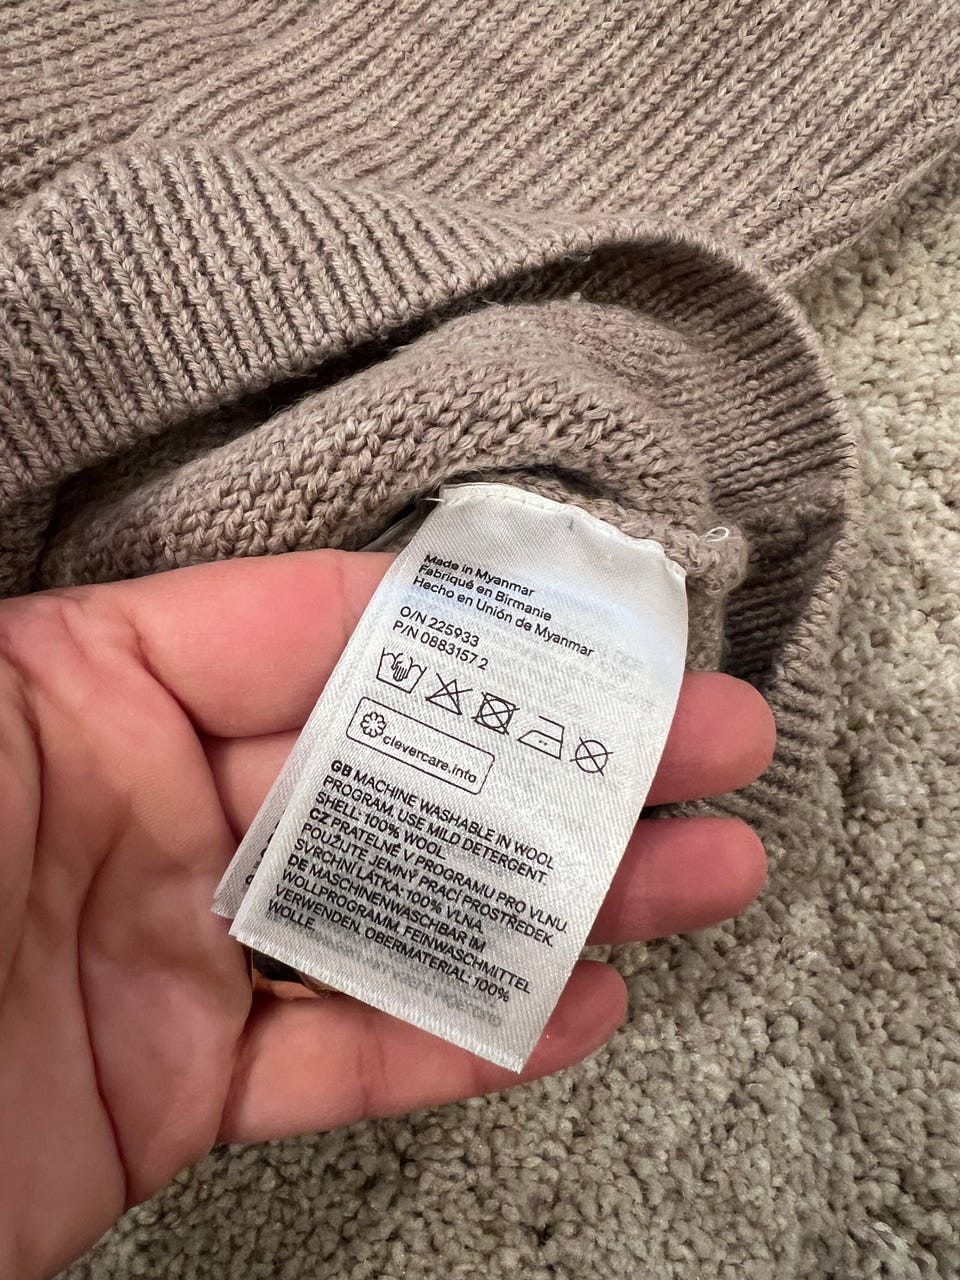 Made in Myanmar
Fabriqué en Birmanie
Hecho en Unión de Myanmar
O/N 225933
P/N 0883157 2
clevercare.info
GB MACHINE WASHABLE IN WOOL
PROGRAM. USE MILD DETERGENT.
SHELL: 100% WOOL
CZ PRATELNÉ V PROGRAMU PRO VLNU.
POUŽIJTE JEMNÝ PRACÍ PROSTŘEDEK.
SVRCHNÍ LÁTKA: 100% VLNA
DE MASCHINENWASCHBAR IM
WOLLPROGRAMM. FEINWASCHMITTEL
VERWENDEN. OBERMATERIAL: 100%
WOLLE.